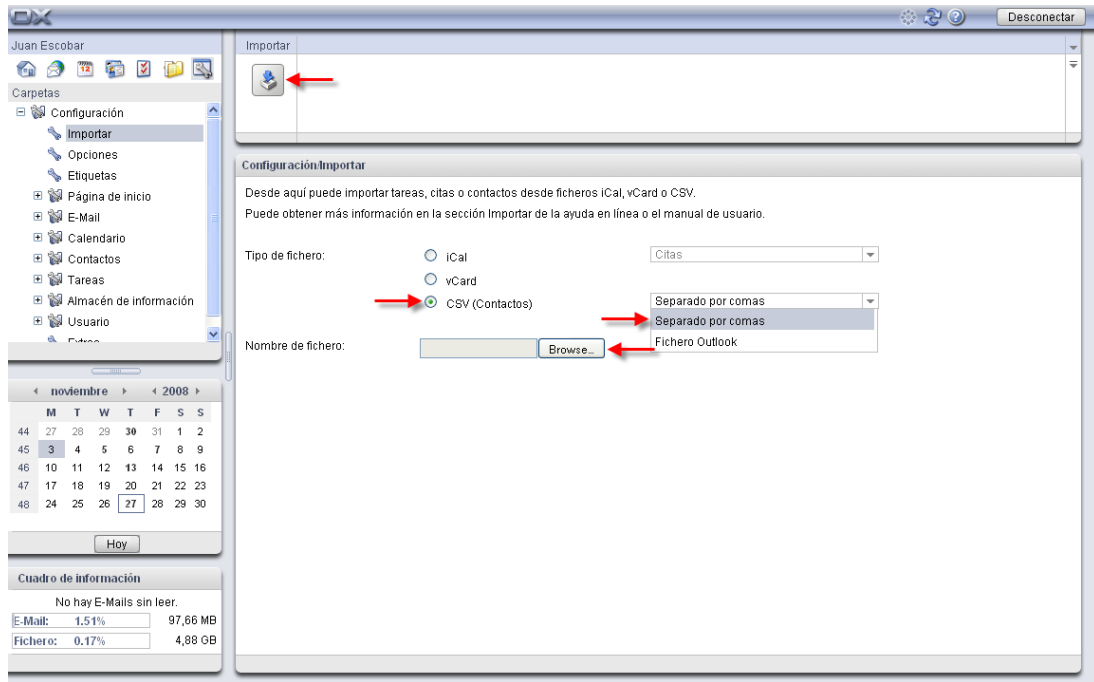 OX
Desconectar
Juan Escobar
12
Carpetas
Configuración
Importar
Opciones
Etiquetas
Página de inicio
E-Mail
Calendario
Contactos
Tareas
Almacén de información
Usuario
Extras
noviembre 2008
M T W T F S S
44 27 28 29 30 31 1 2
45 3 4 5 6 7 8 9
46 10 11 12 13 14 15 16
47 17 18 19 20 21 22 23
48 24 25 26 27 28 29 30
Hoy
Cuadro de información
No hay E-Mails sin leer.
E-Mail: 1.51% 97,66 MB
Fichero: 0.17% 4,88 GB
Importar
Configuración/Importar
Desde aquí puede importar tareas, citas o contactos desde ficheros iCal, vCard o CSV.
Puede obtener más información en la sección Importar de la ayuda en línea o el manual de usuario.
Tipo de fichero: iCal Citas
vCard
CSV (Contactos) Separado por comas
Separado por comas
Fichero Outlook
Nombre de fichero: Browse...